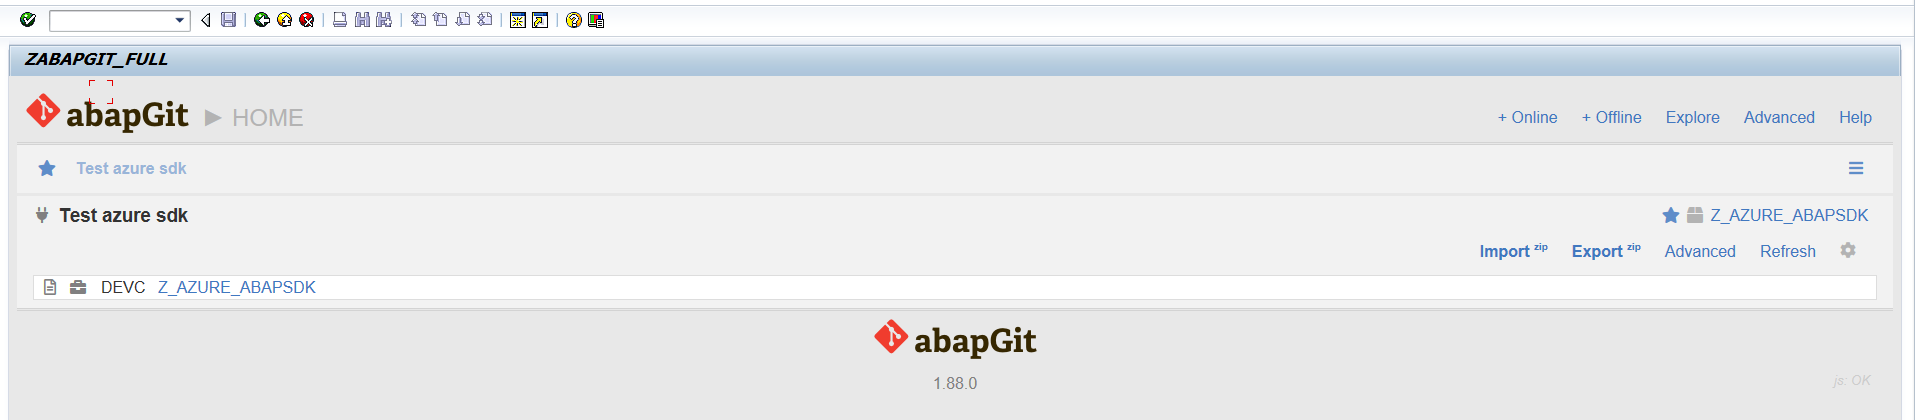 ZABAPGIT_FULL
abapGit ▶ HOME + Online + Offline Explore Advanced Help
Test azure sdk
Test azure sdk Z_AZURE_ABAPSDK
Import zip Export zip Advanced Refresh
DEVC Z_AZURE_ABAPSDK
abapGit
1.88.0
js: OK